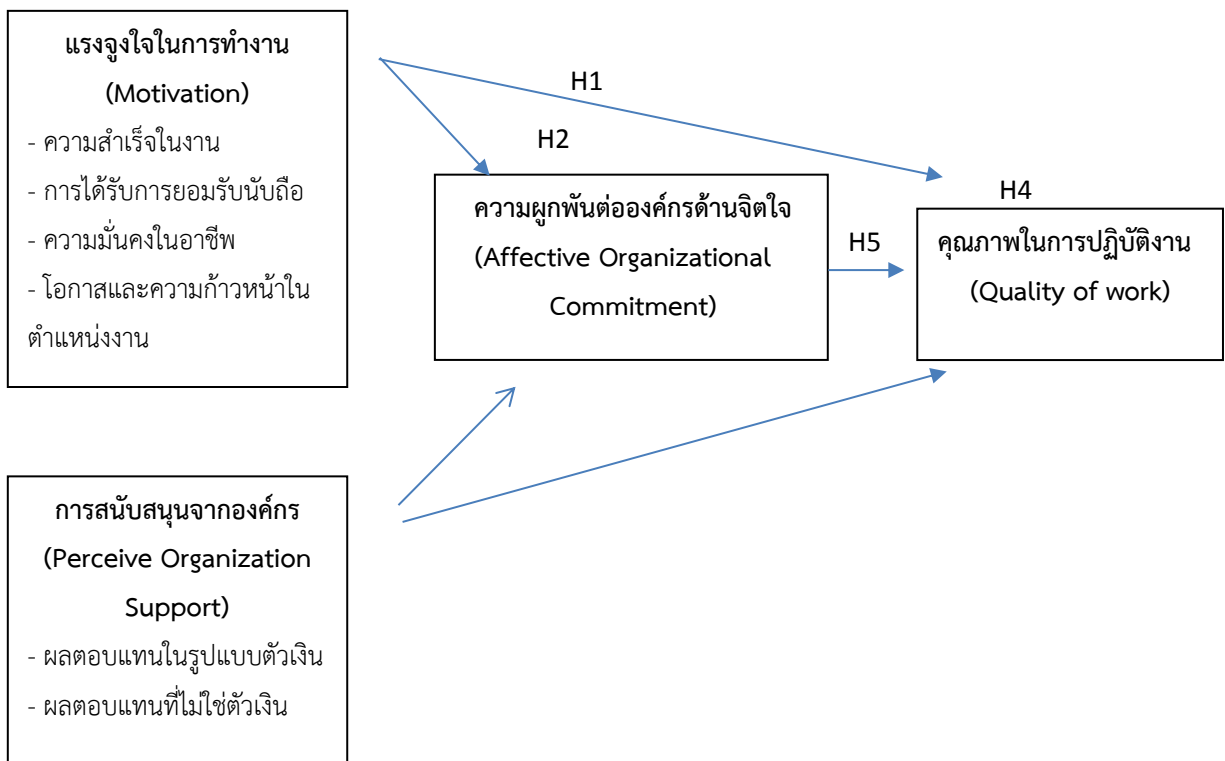 แรงจูงใจในการทำงาน
(Motivation)
- ความสำเร็จในงาน
- การได้รับการยอมรับนับถือ
- ความมั่นคงในอาชีพ
- โอกาสและความก้าวหน้าใน
ตำแหน่งงาน
H1
H2
ความผูกพันต่อองค์กรด้านจิตใจ
(Affective Organizational
Commitment)
H5
H4
คุณภาพในการปฏิบัติงาน
(Quality of work)
การสนับสนุนจากองค์กร
(Perceive Organization
Support)
- ผลตอบแทนในรูปแบบตัวเงิน
- ผลตอบแทนที่ไม่ใช่ตัวเงิน